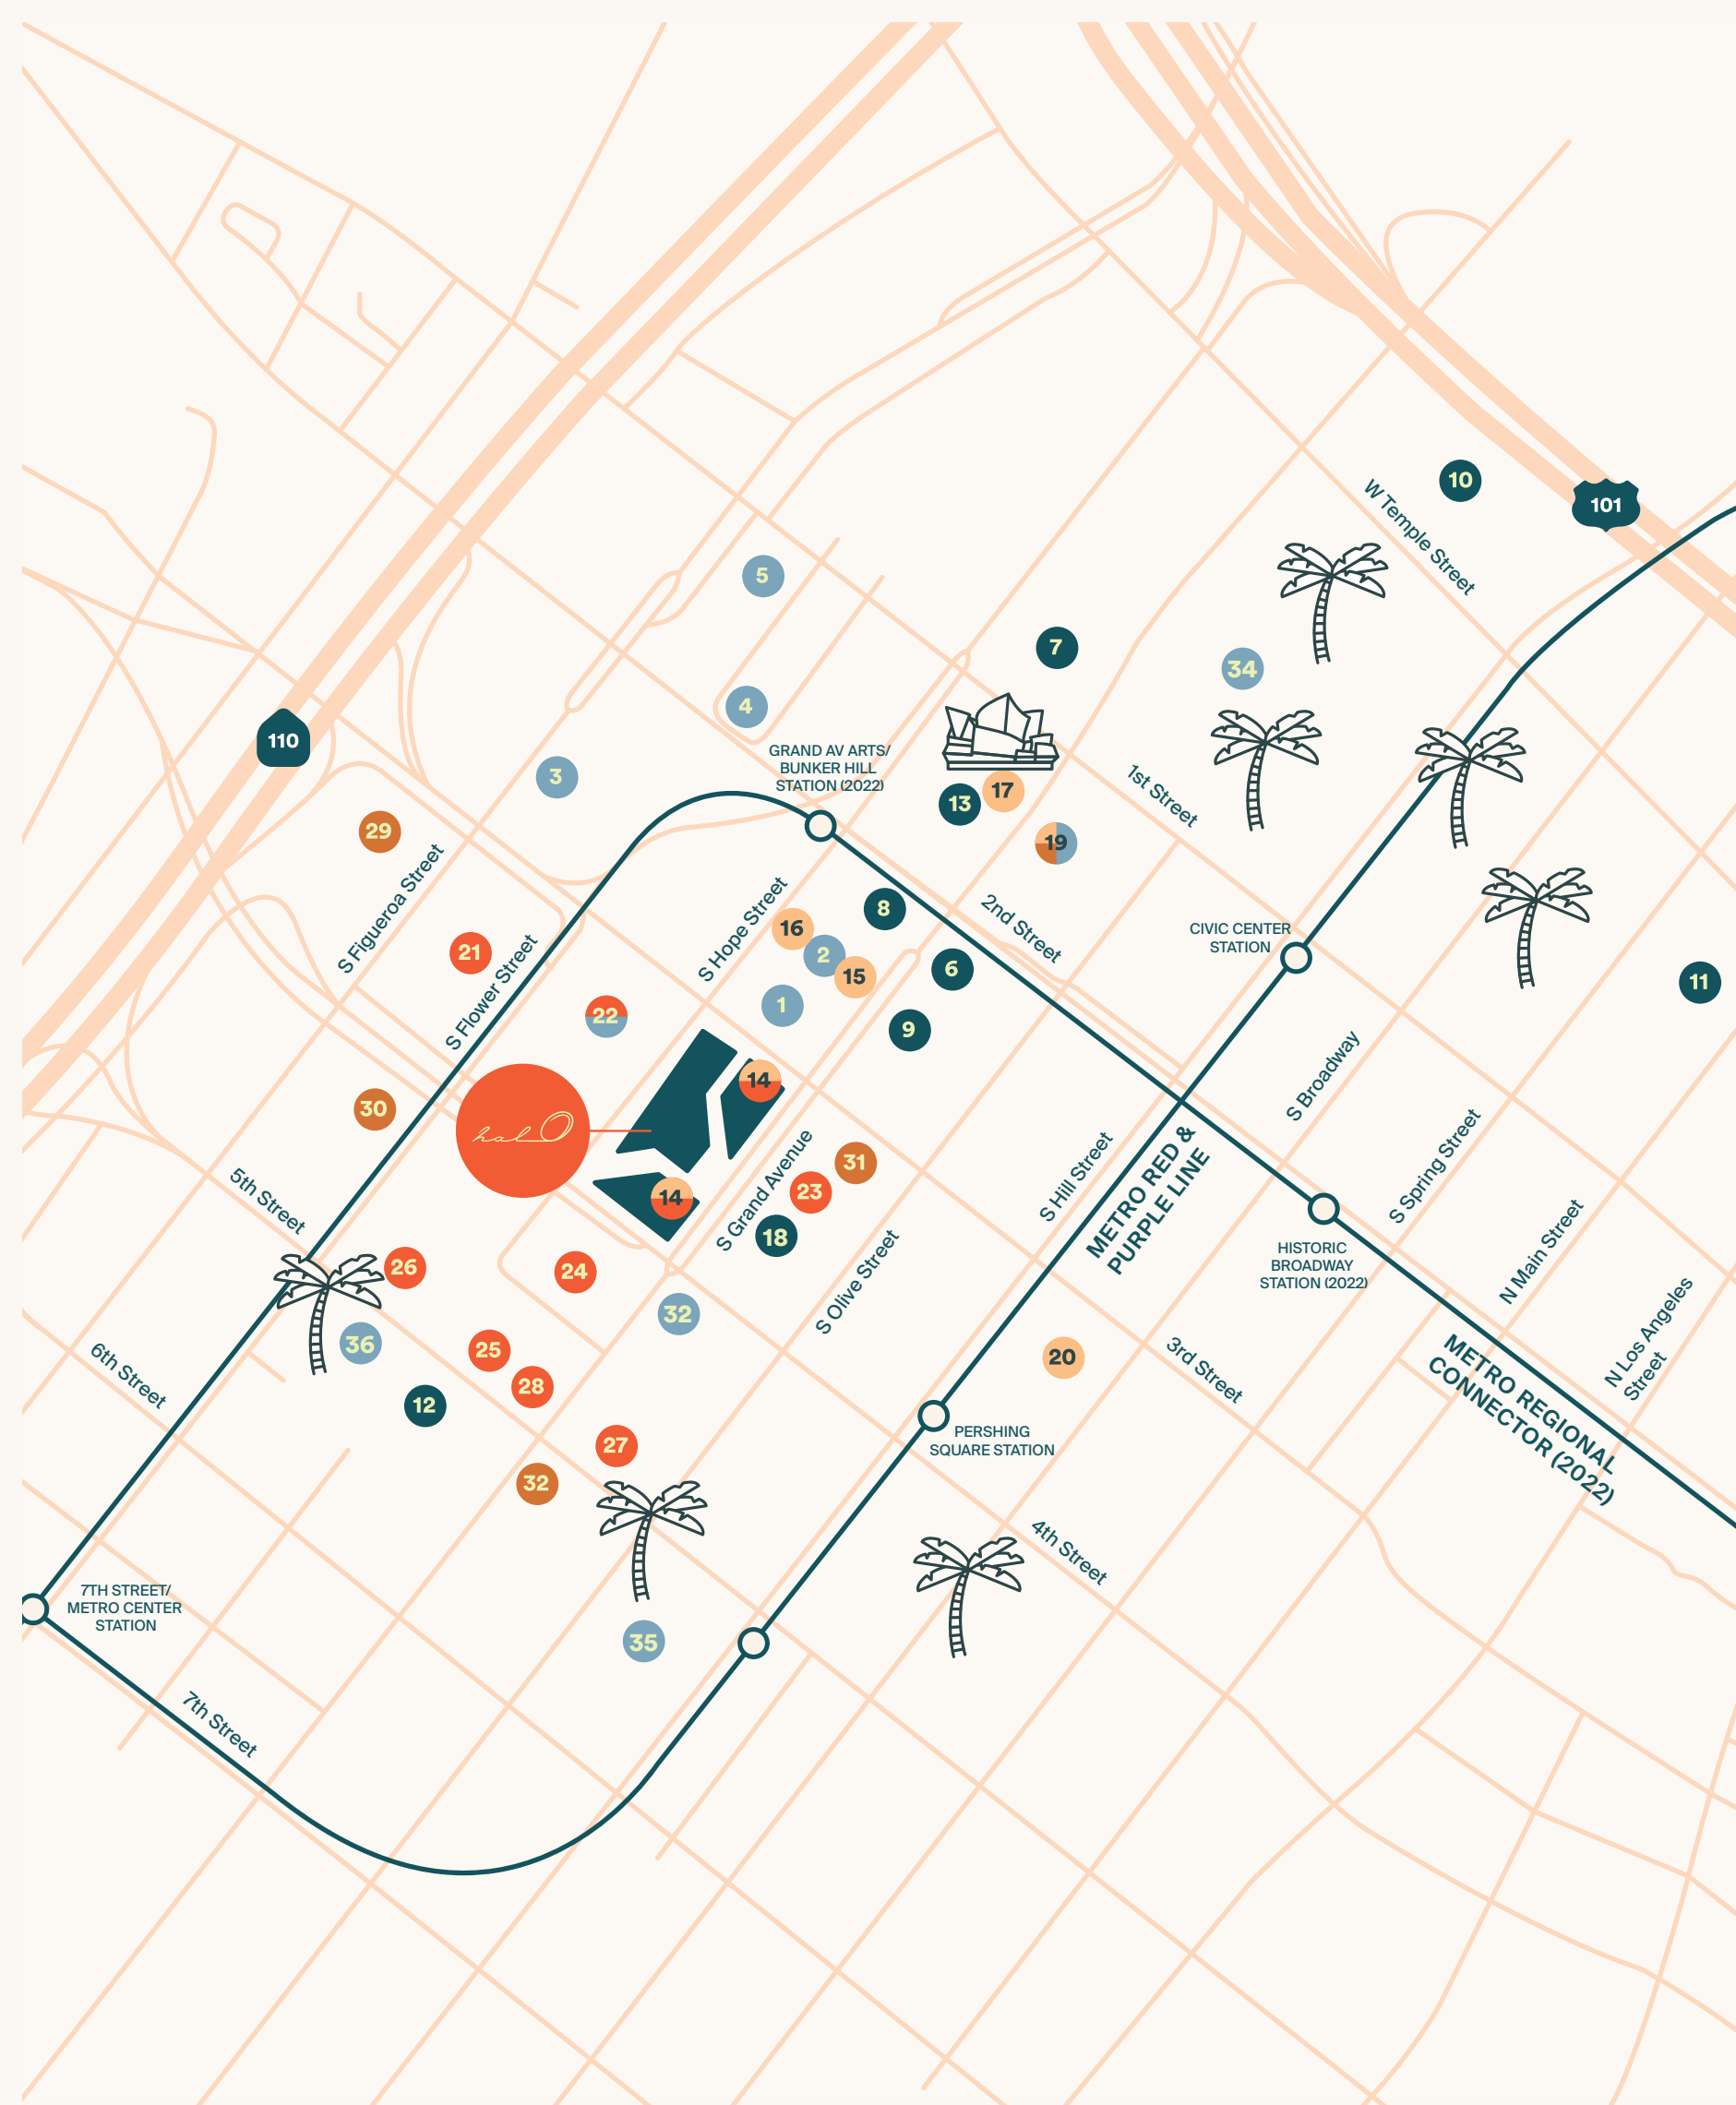 10
101
W Temple Street
5
7
34
4
110
GRAND AV ARTS/
BUNKER HILL
STATION (2022)
3
17
13
1st Street
29
19
S Figueroa Street
S Hope Street
8
2nd Street
16
CIVIC CENTER
STATION
21
S Flower Street
2
15
6
11
1
22
9
S Broadway
14
30
halO
METRO RED &
PURPLE LINE
S Hill Street
S Spring Street
S Grand Avenue
31
23
14
5th Street
18
HISTORIC
BROADWAY
STATION (2022)
N Main Street
26
24
S Olive Street
32
N Los Angeles
Street
36
25
20
3rd Street
6th Street
28
METRO REGIONAL
CONNECTOR (2022)
12
27
PERSHING
SQUARE STATION
32
4th Street
7TH STREET/
METRO CENTER
STATION
35
7th Street